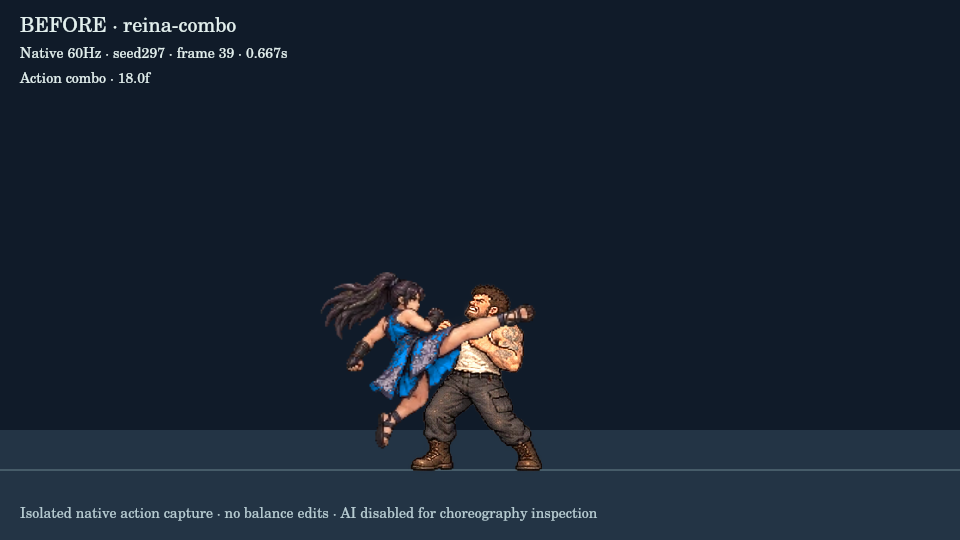 BEFORE · reina-combo
Native 60Hz · seed297 · frame 39 · 0.667s
Action combo · 18.0f
Isolated native action capture · no balance edits · AI disabled for choreography inspection